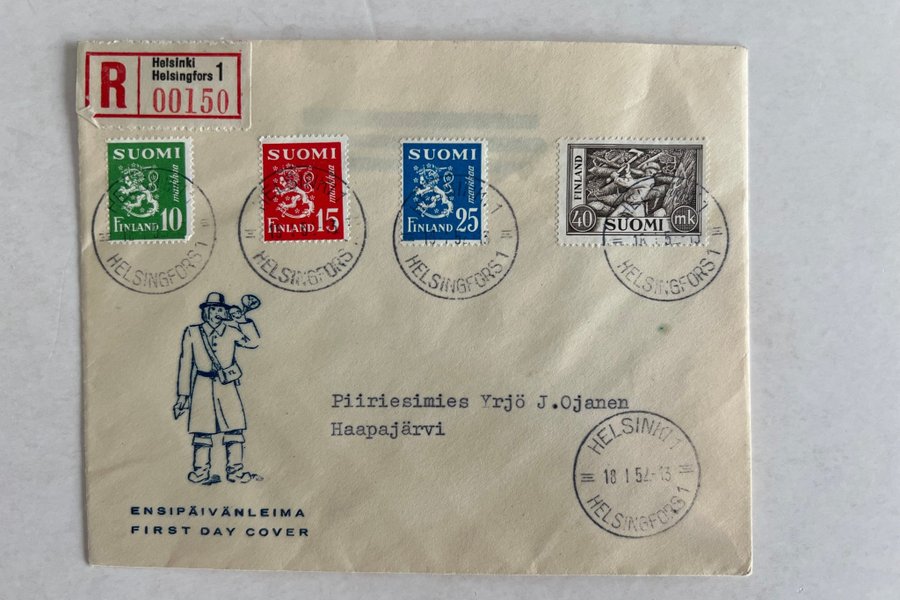 R
Helsinki
Helsingfors 1
00150
SUOMI
markkaa
FINLAND 10
SUOMI
markkaa
FINLAND 15
SUOMI
markkaa
FINLAND 25
FINLAND
40 SUOMI mk
HELSINGFORS 1
HELSINGFORS
HELSINGFORS 1
HELSINGFORS 1
Piiriesimies Yrjö J.Ojanen
Haapajärvi
HELSINKI 1
18 I 52-13
HELSINGFORS 1
ENSIPÄIVÄNLEIMA
FIRST DAY COVER